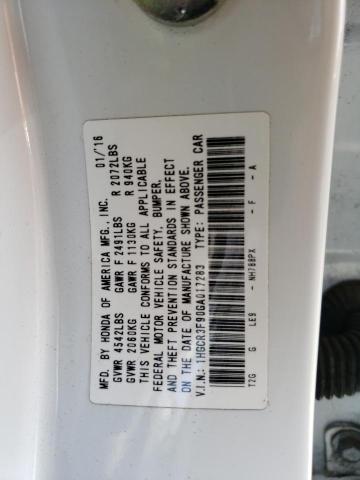 MFD. BY HONDA OF AMERICA MFG., INC. 01/'16
GVWR 4542LBS GAWR F 2491LBS R 2072LBS
GVWR 2060KG GAWR F 1130KG R 940KG
THIS VEHICLE CONFORMS TO ALL APPLICABLE
FEDERAL MOTOR VEHICLE SAFETY, BUMPER,
AND THEFT PREVENTION STANDARDS IN EFFECT
ON THE DATE OF MANUFACTURE SHOWN ABOVE.
V.I.N.: 1HGCR3F90GA017293 TYPE: PASSENGER CAR
T2G G LE9 - NH788PX - F - A